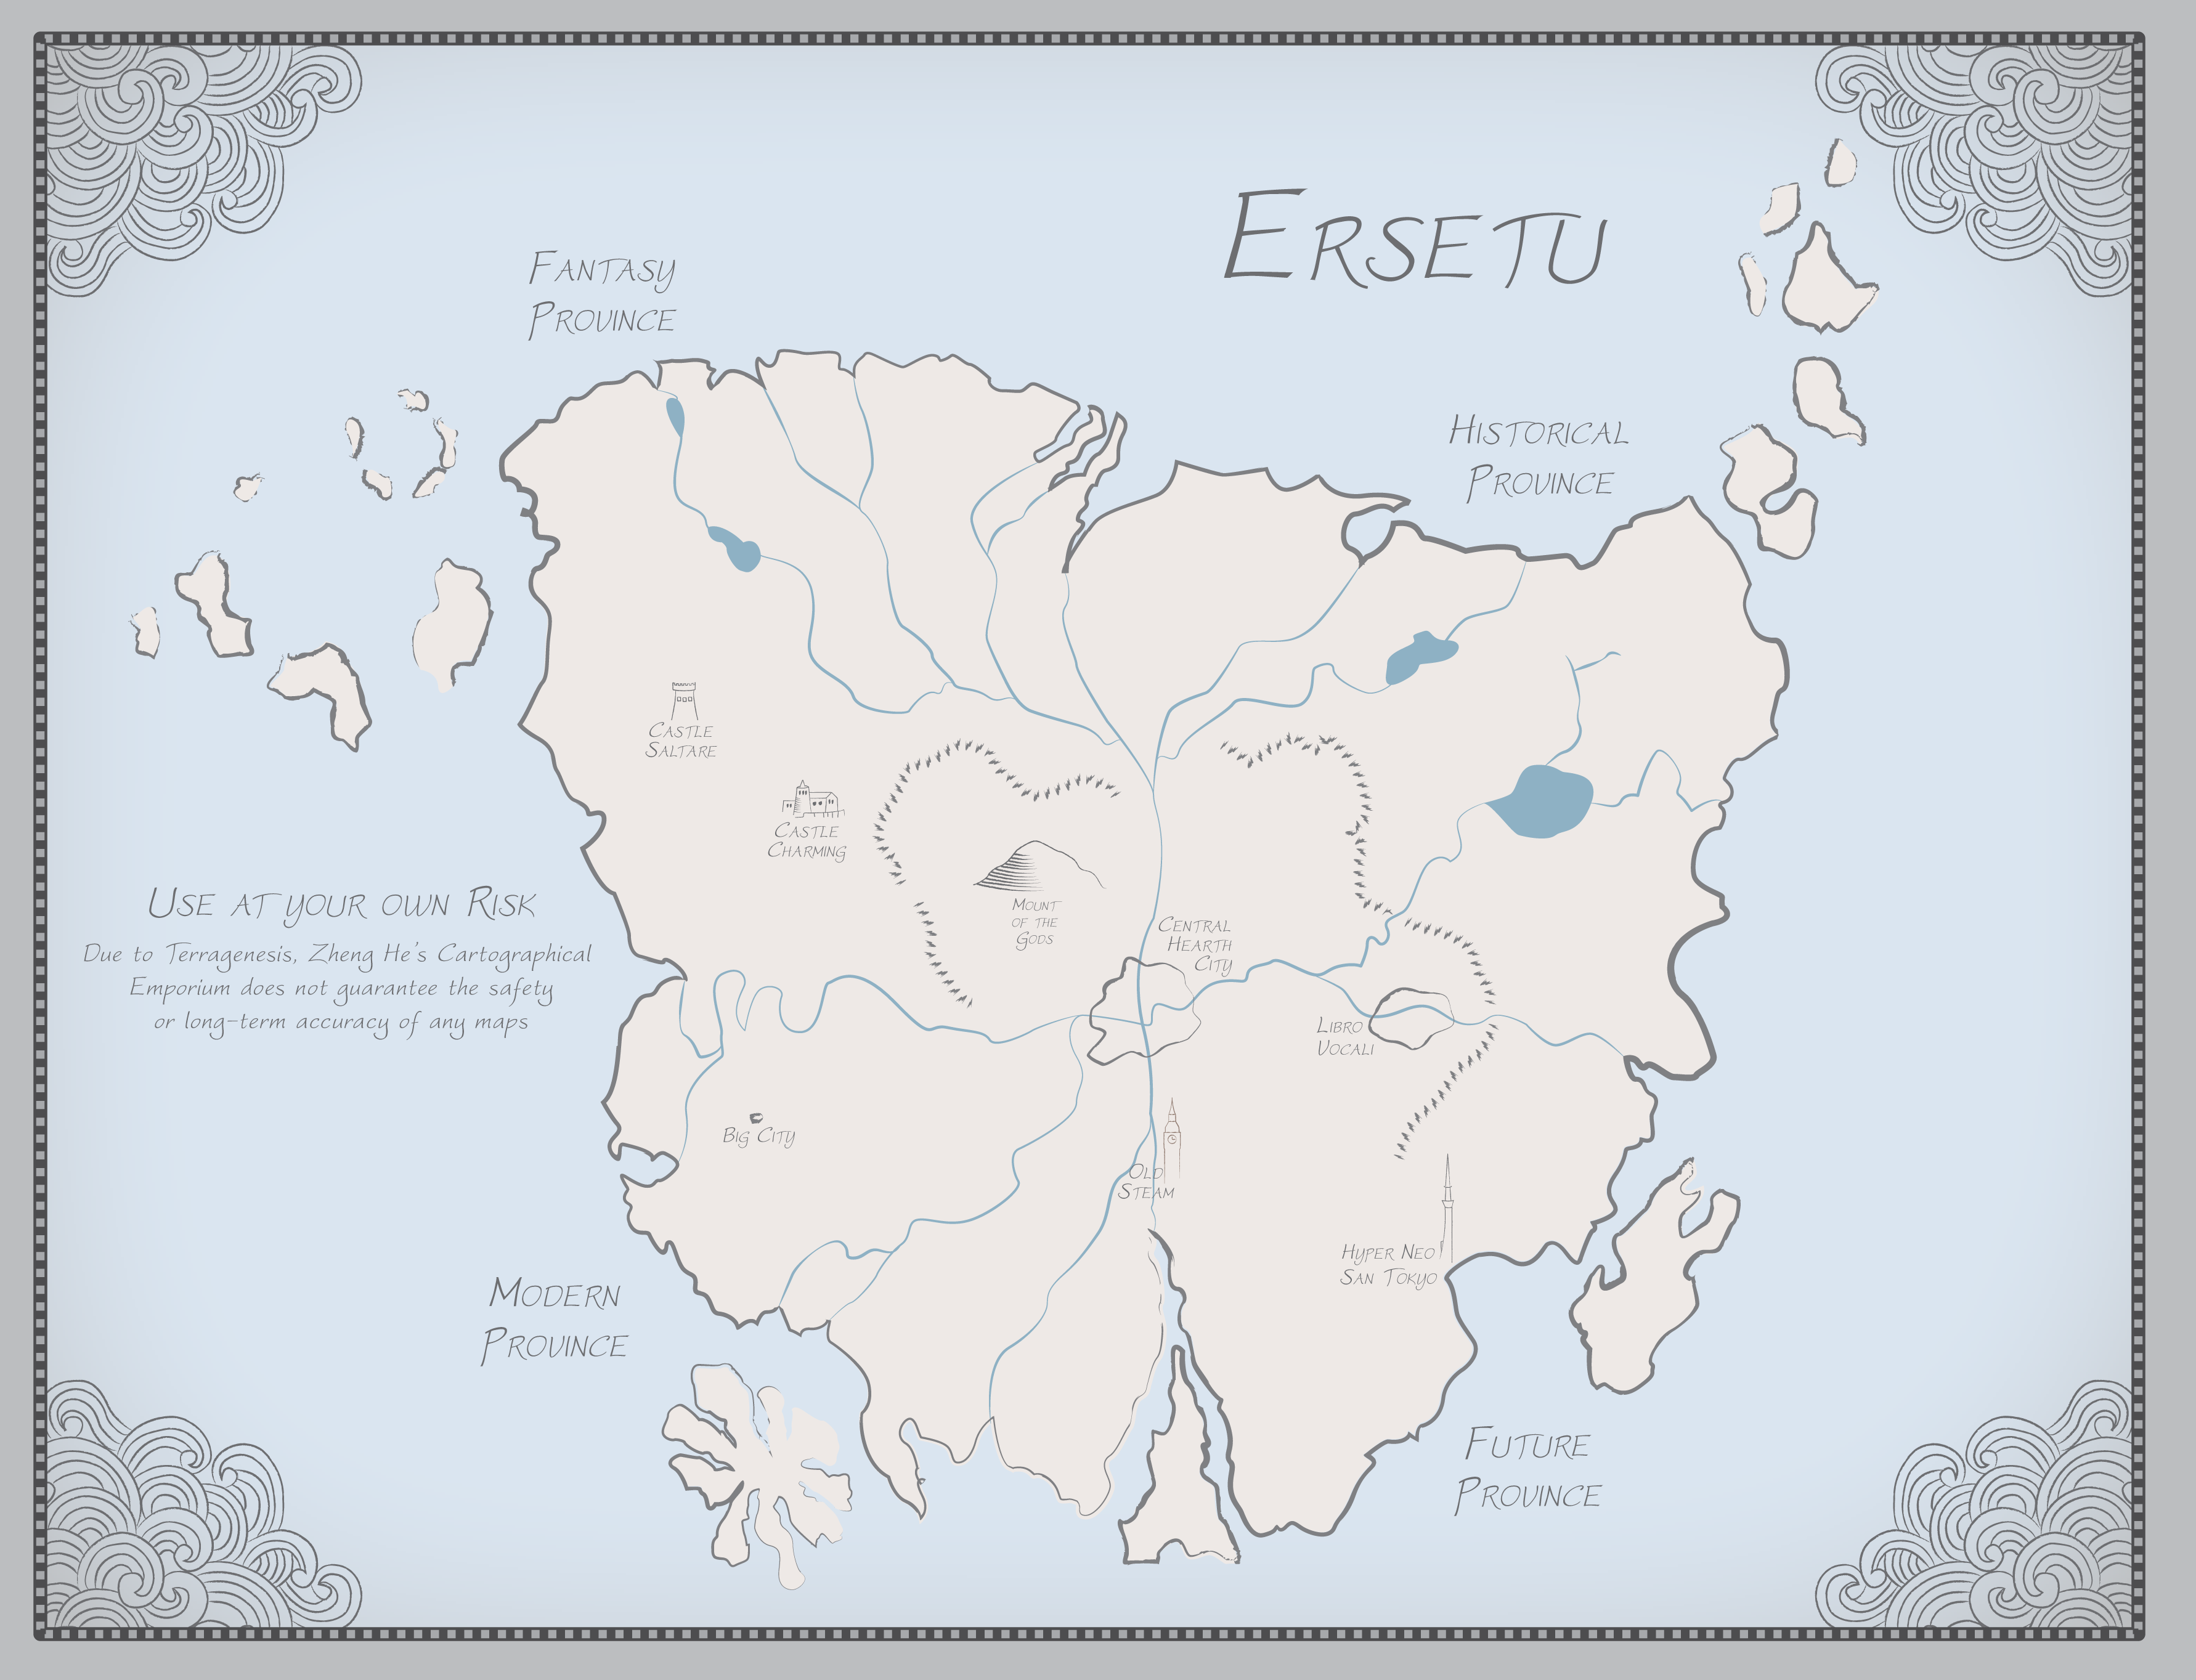 Ersetu
Fantasy
Province
Historical
Province
Castle
Saltare
Castle
Charming
Mount
of the
Gods
Central
Hearth
City
Use at your own Risk
Due to Terragenesis, Zheng He's Cartographical
Emporium does not guarantee the safety
or long-term accuracy of any maps
Libro
Vocali
Big City
Old
Steam
Hyper Neo
San Tokyo
Modern
Province
Future
Province